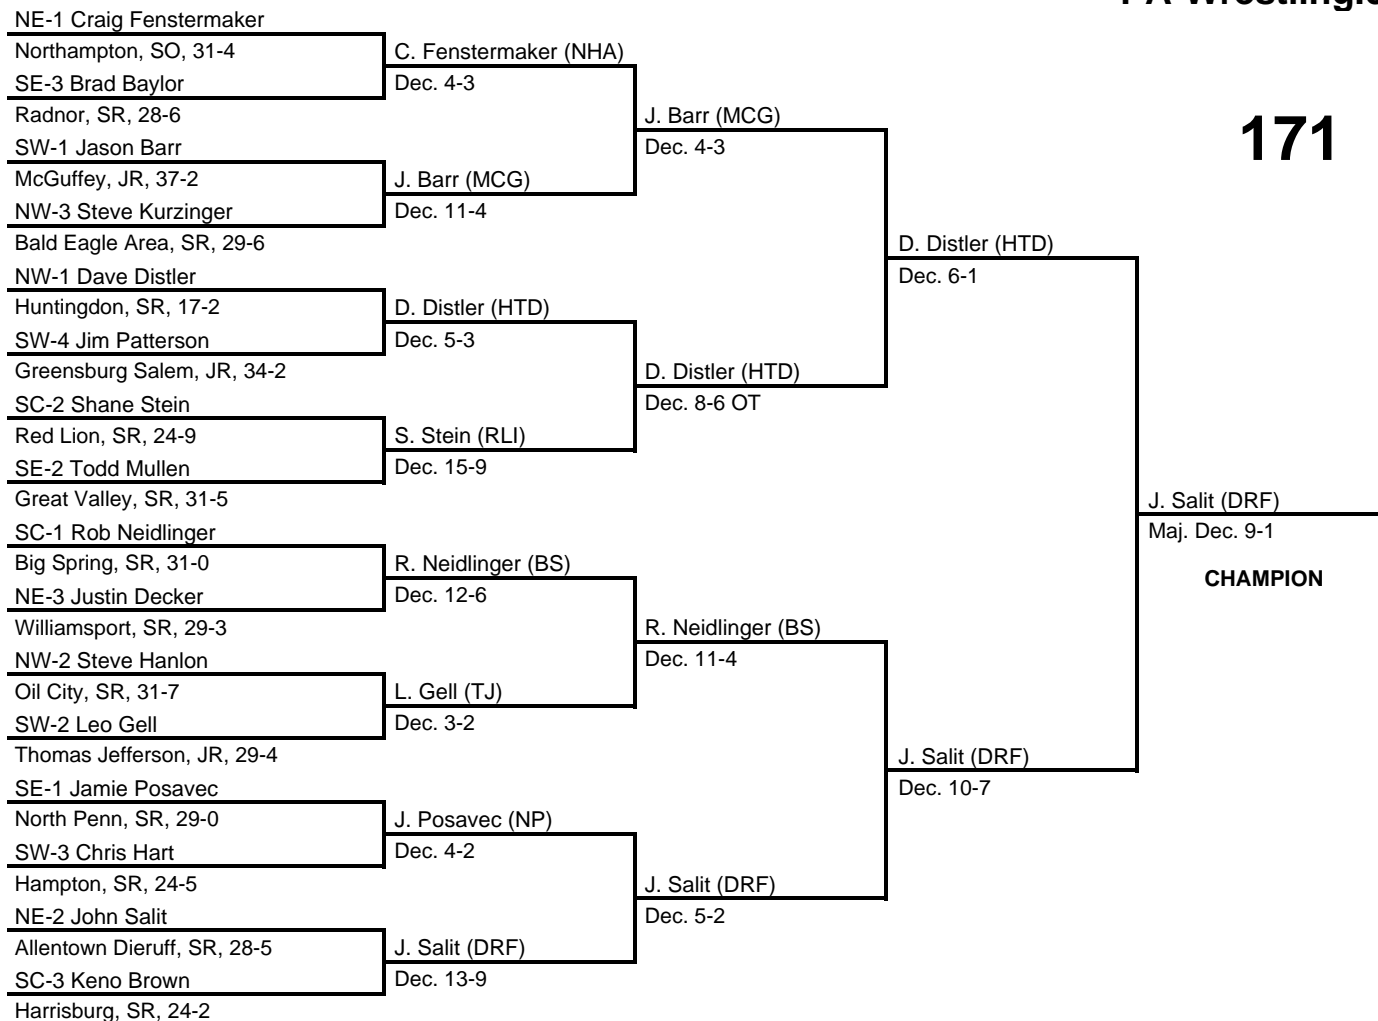 NE-1 Craig Fenstermaker
Northampton, SO, 31-4
SE-3 Brad Baylor
Radnor, SR, 28-6
SW-1 Jason Barr
McGuffey, JR, 37-2
NW-3 Steve Kurzinger
Bald Eagle Area, SR, 29-6
NW-1 Dave Distler
Huntingdon, SR, 17-2
SW-4 Jim Patterson
Greensburg Salem, JR, 34-2
SC-2 Shane Stein
Red Lion, SR, 24-9
SE-2 Todd Mullen
Great Valley, SR, 31-5
SC-1 Rob Neidlinger
Big Spring, SR, 31-0
NE-3 Justin Decker
Williamsport, SR, 29-3
NW-2 Steve Hanlon
Oil City, SR, 31-7
SW-2 Leo Gell
Thomas Jefferson, JR, 29-4
SE-1 Jamie Posavec
North Penn, SR, 29-0
SW-3 Chris Hart
Hampton, SR, 24-5
NE-2 John Salit
Allentown Dieruff, SR, 28-5
SC-3 Keno Brown
Harrisburg, SR, 24-2
C. Fenstermaker (NHA)
Dec. 4-3
J. Barr (MCG)
Dec. 11-4
D. Distler (HTD)
Dec. 5-3
S. Stein (RLI)
Dec. 15-9
R. Neidlinger (BS)
Dec. 12-6
L. Gell (TJ)
Dec. 3-2
J. Posavec (NP)
Dec. 4-2
J. Salit (DRF)
Dec. 13-9
J. Barr (MCG)
Dec. 4-3
D. Distler (HTD)
Dec. 8-6 OT
R. Neidlinger (BS)
Dec. 11-4
J. Salit (DRF)
Dec. 5-2
D. Distler (HTD)
Dec. 6-1
J. Salit (DRF)
Dec. 10-7
171
J. Salit (DRF)
Maj. Dec. 9-1
CHAMPION